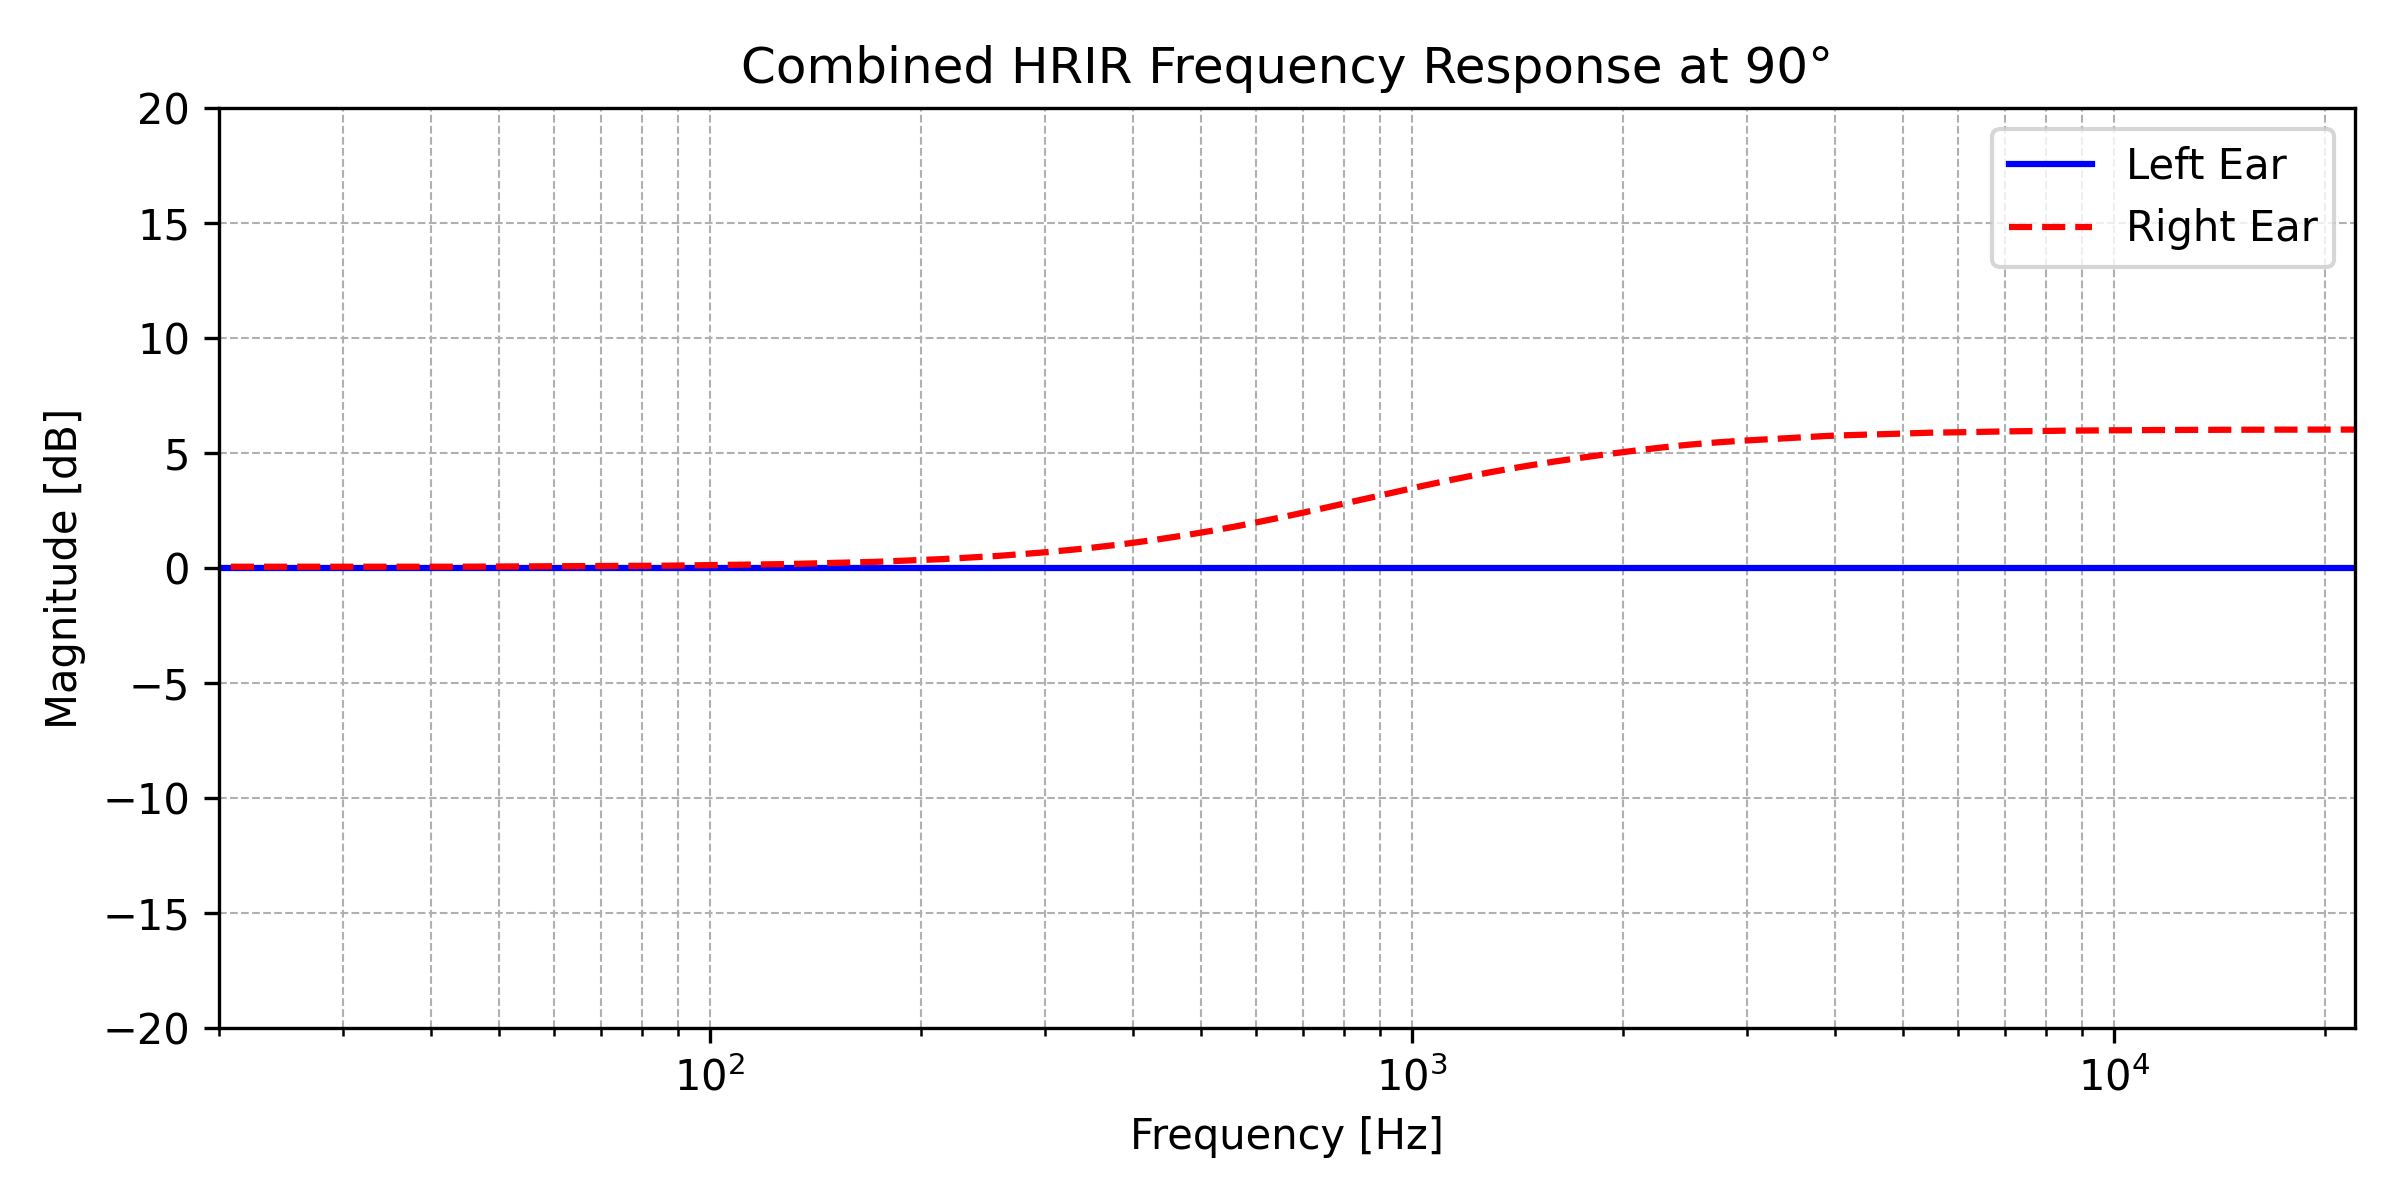 Combined HRIR Frequency Response at 90°
Left Ear
Right Ear
Magnitude [dB]
20
15
10
5
0
−5
−10
−15
−20
10²
10³
10⁴
Frequency [Hz]